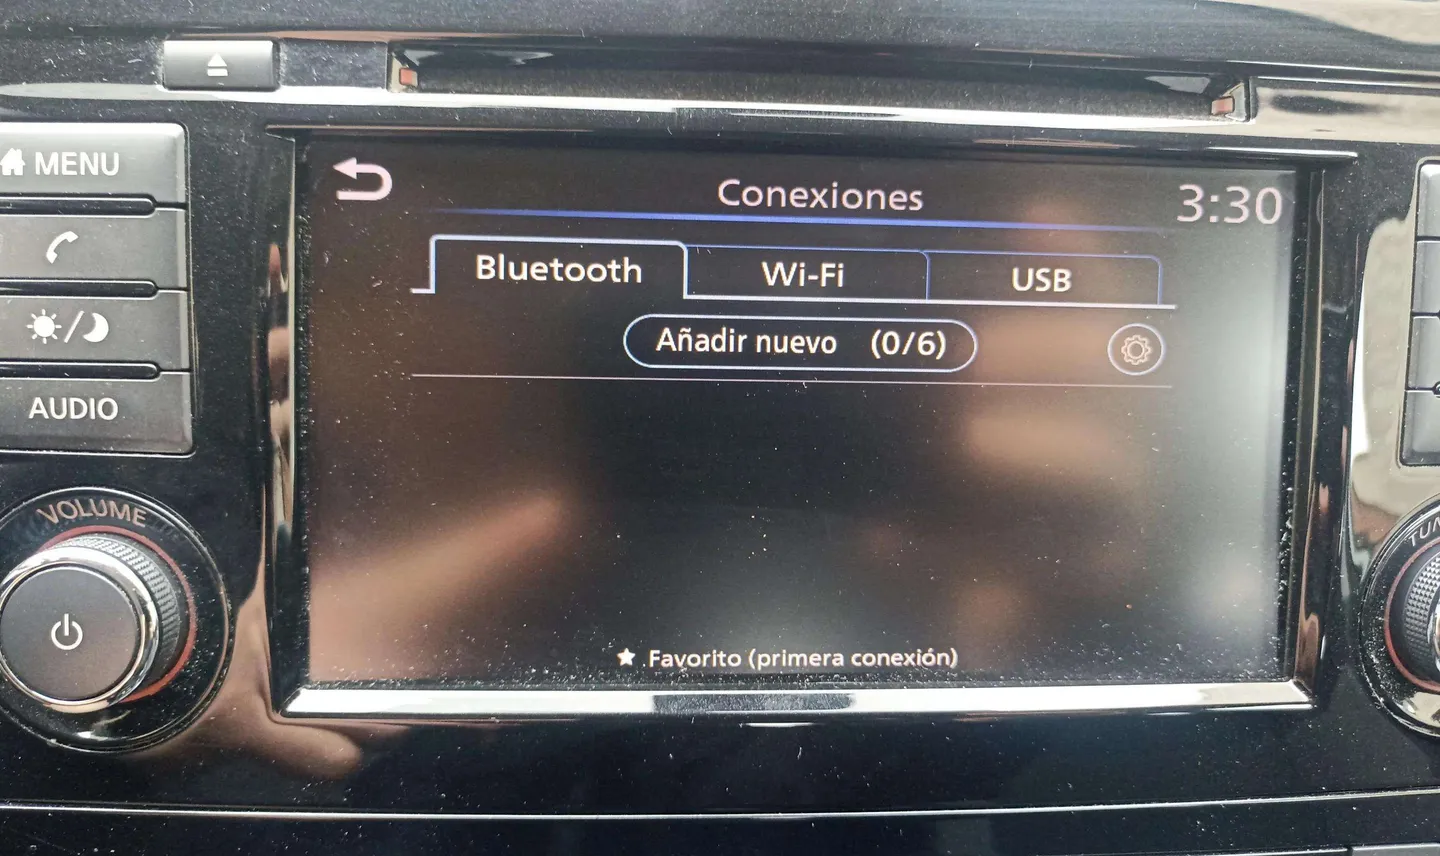 MENU
AUDIO
VOLUME
Conexiones
3:30
Bluetooth
Wi-Fi
USB
Añadir nuevo (0/6)
★ Favorito (primera conexión)